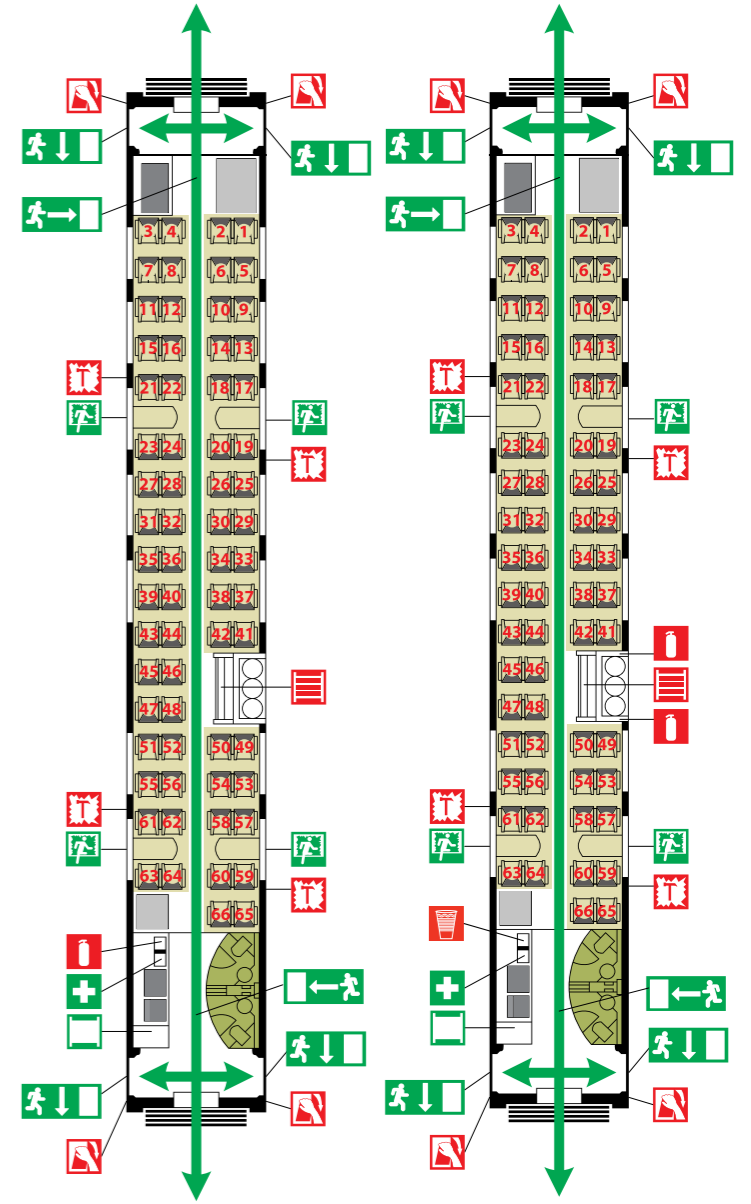 3 4 2 1
7 8 6 5
11 12 10 9
15 16 14 13
T
21 22 18 17
23 24 20 19
T
27 28 26 25
31 32 30 29
35 36 34 33
39 40 38 37
43 44 42 41
45 46
47 48
51 52 50 49
55 56 54 53
T
61 62 58 57
63 64 60 59
T
66 65
3 4 2 1
7 8 6 5
11 12 10 9
15 16 14 13
T
21 22 18 17
23 24 20 19
T
27 28 26 25
31 32 30 29
35 36 34 33
39 40 38 37
43 44 42 41
45 46
47 48
51 52 50 49
55 56 54 53
T
61 62 58 57
63 64 60 59
T
66 65